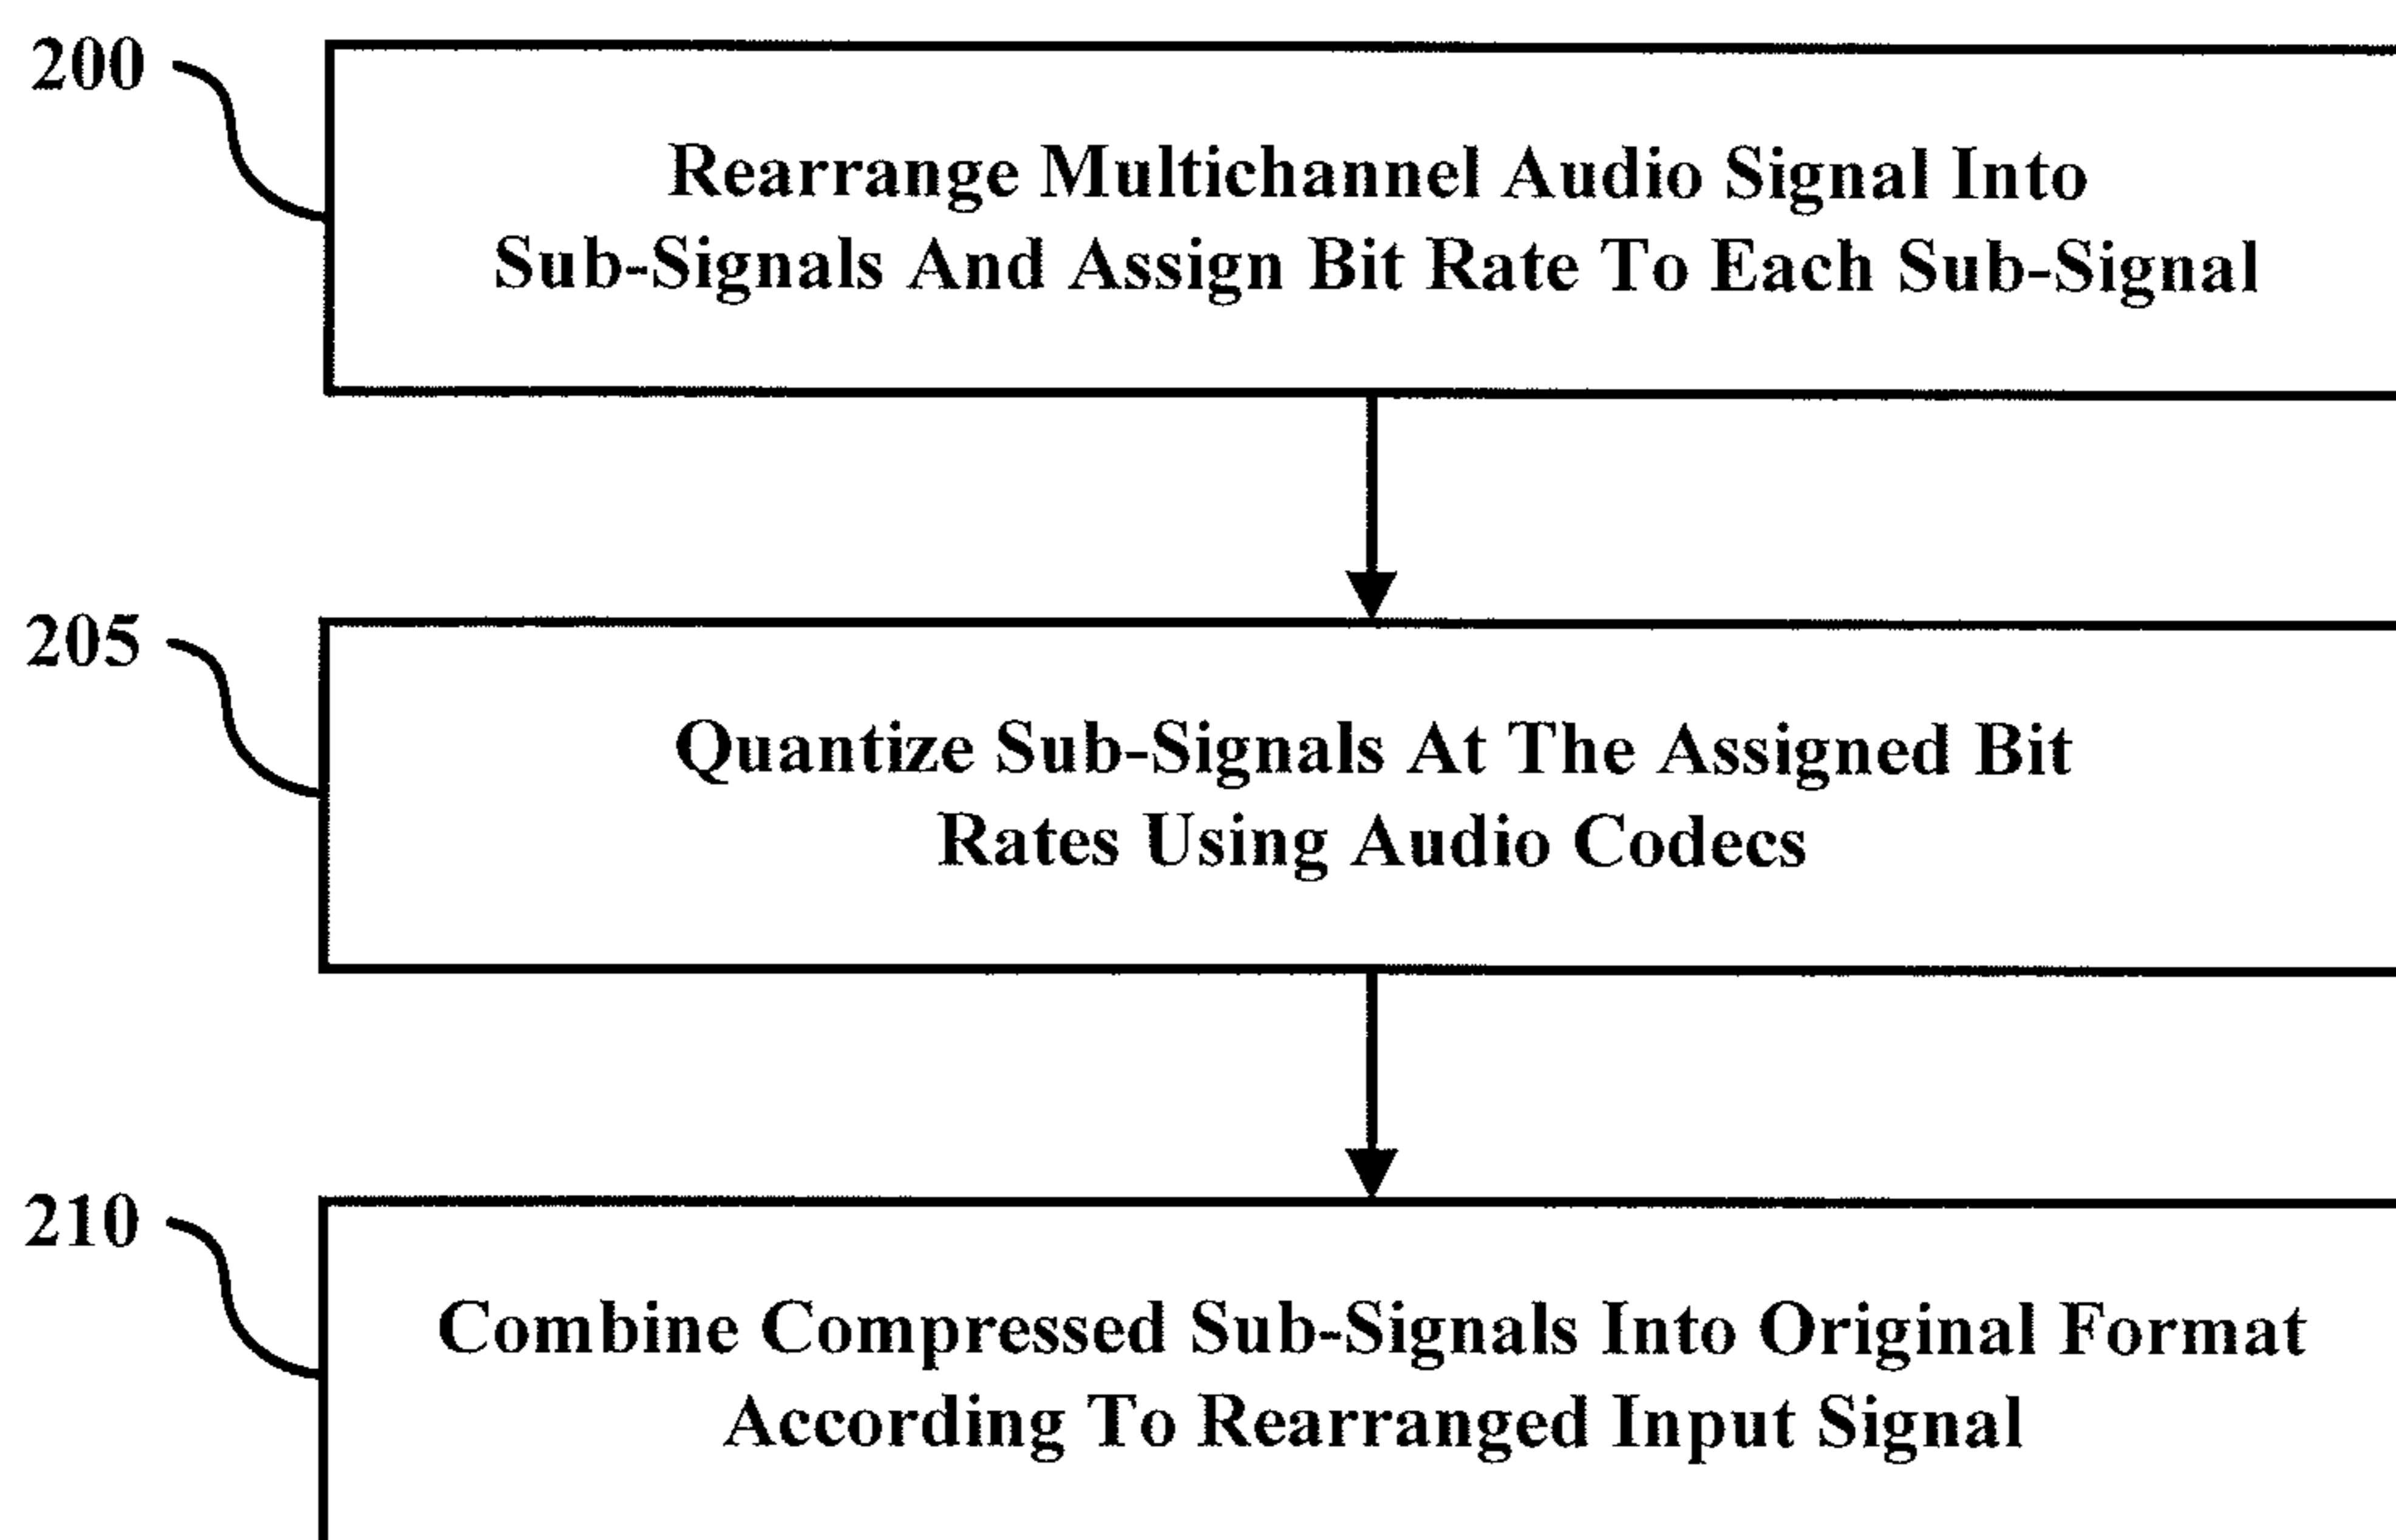 200
Rearrange Multichannel Audio Signal Into
Sub-Signals And Assign Bit Rate To Each Sub-Signal
205
Quantize Sub-Signals At The Assigned Bit
Rates Using Audio Codecs
210
Combine Compressed Sub-Signals Into Original Format
According To Rearranged Input Signal